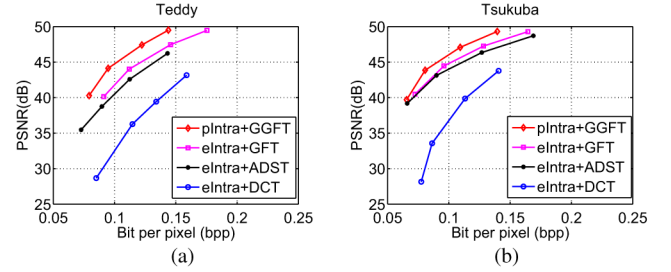 Teddy
50
45
40
35
30
25
PSNR(dB)
pIntra+GGFT
eIntra+GFT
eIntra+ADST
eIntra+DCT
0.05 0.1 0.15 0.2 0.25
Bit per pixel (bpp)
(a)
Tsukuba
50
45
40
35
30
25
PSNR(dB)
pIntra+GGFT
eIntra+GFT
eIntra+ADST
eIntra+DCT
0.05 0.1 0.15 0.2 0.25
Bit per pixel (bpp)
(b)